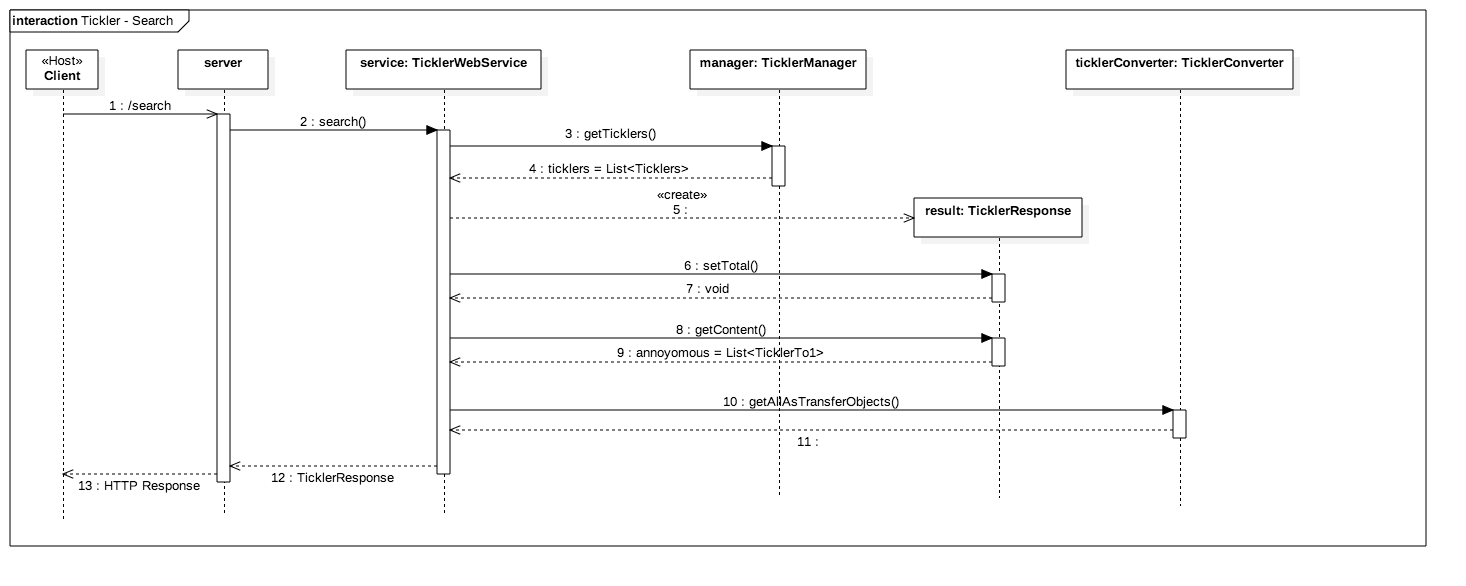 interaction Tickler - Search
«Host»
Client
server
service: TicklerWebService
manager: TicklerManager
ticklerConverter: TicklerConverter
1 : /search
2 : search()
3 : getTicklers()
4 : ticklers = List<Ticklers>
«create»
5 :
result: TicklerResponse
6 : setTotal()
7 : void
8 : getContent()
9 : annoyomous = List<TicklerTo1>
10 : getAllAsTransferObjects()
11 :
12 : TicklerResponse
13 : HTTP Response